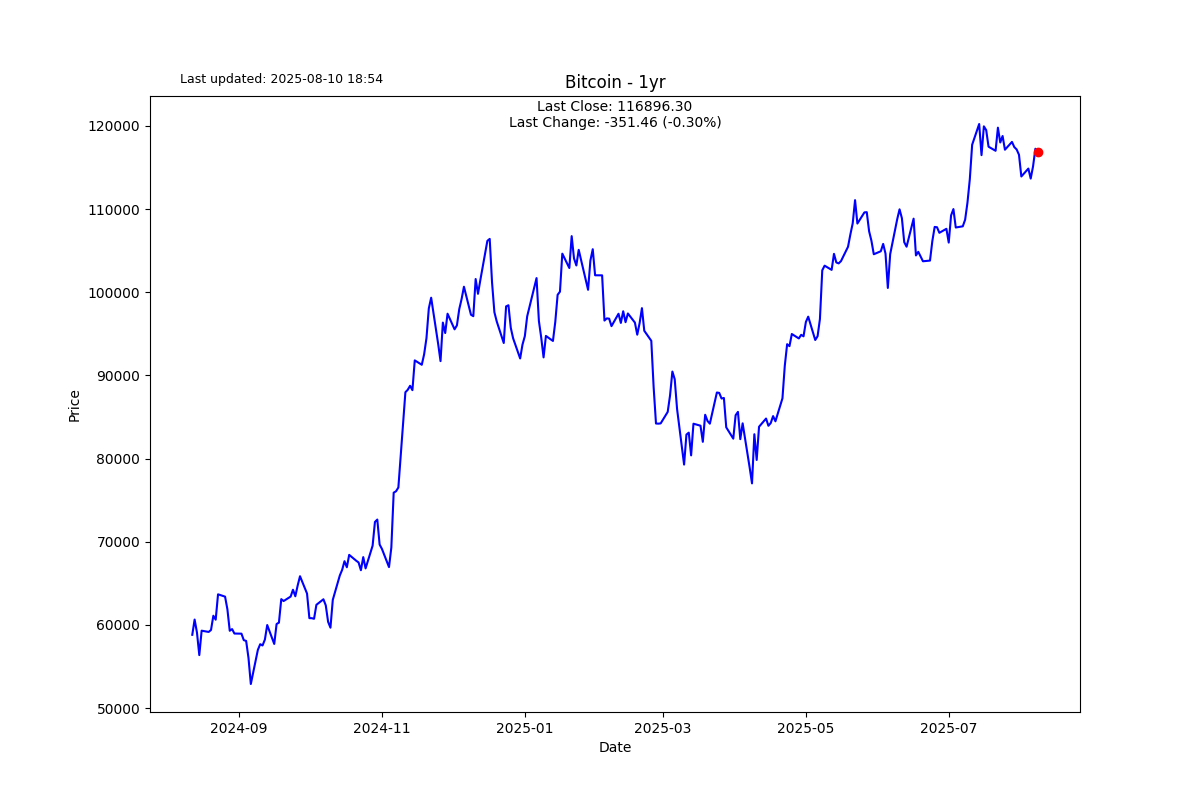 Last updated: 2025-08-10 18:54
Bitcoin - 1yr
Last Close: 116896.30
Last Change: -351.46 (-0.30%)
120000
110000
100000
90000
80000
70000
60000
50000
Price
2024-09 2024-11 2025-01 2025-03 2025-05 2025-07
Date